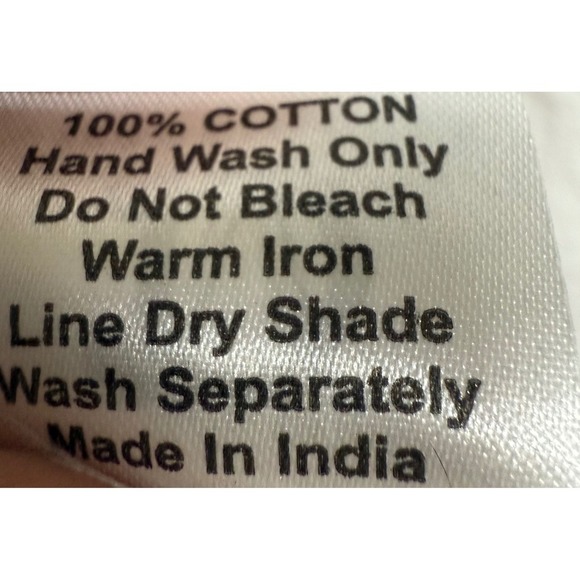 100% COTTON
Hand Wash Only
Do Not Bleach
Warm Iron
Line Dry Shade
Wash Separately
Made In India